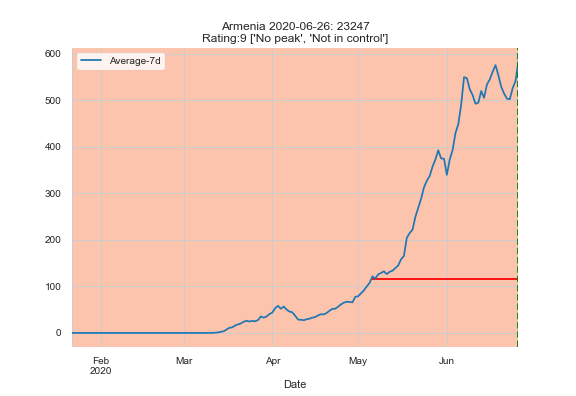 Armenia 2020-06-26: 23247
Rating:9 ['No peak', 'Not in control']
Average-7d
600
500
400
300
200
100
0
Feb Mar Apr May Jun
2020
Date